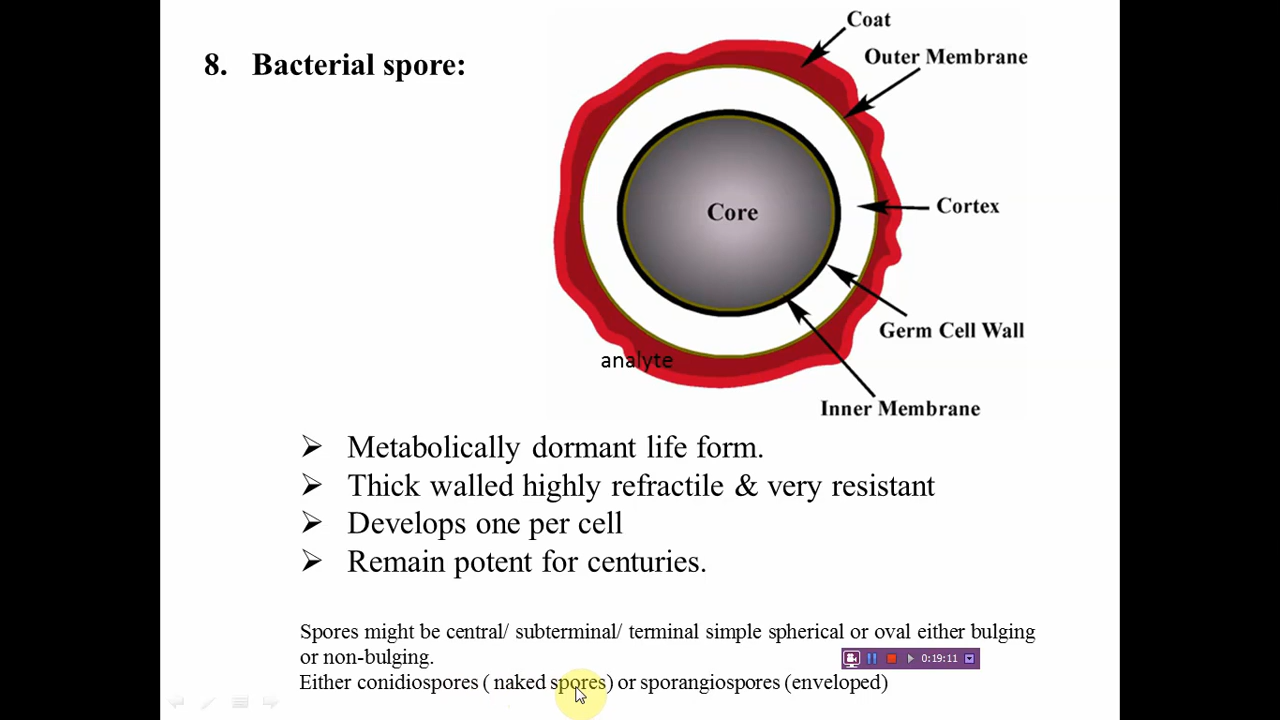 8. Bacterial spore:
Coat
Outer Membrane
Core
Cortex
Germ Cell Wall
analyte
Inner Membrane
➢ Metabolically dormant life form.
➢ Thick walled highly refractile & very resistant
➢ Develops one per cell
➢ Remain potent for centuries.
Spores might be central/ subterminal/ terminal simple spherical or oval either bulging
or non-bulging.
0:19:11
Either conidiospores ( naked spores) or sporangiospores (enveloped)